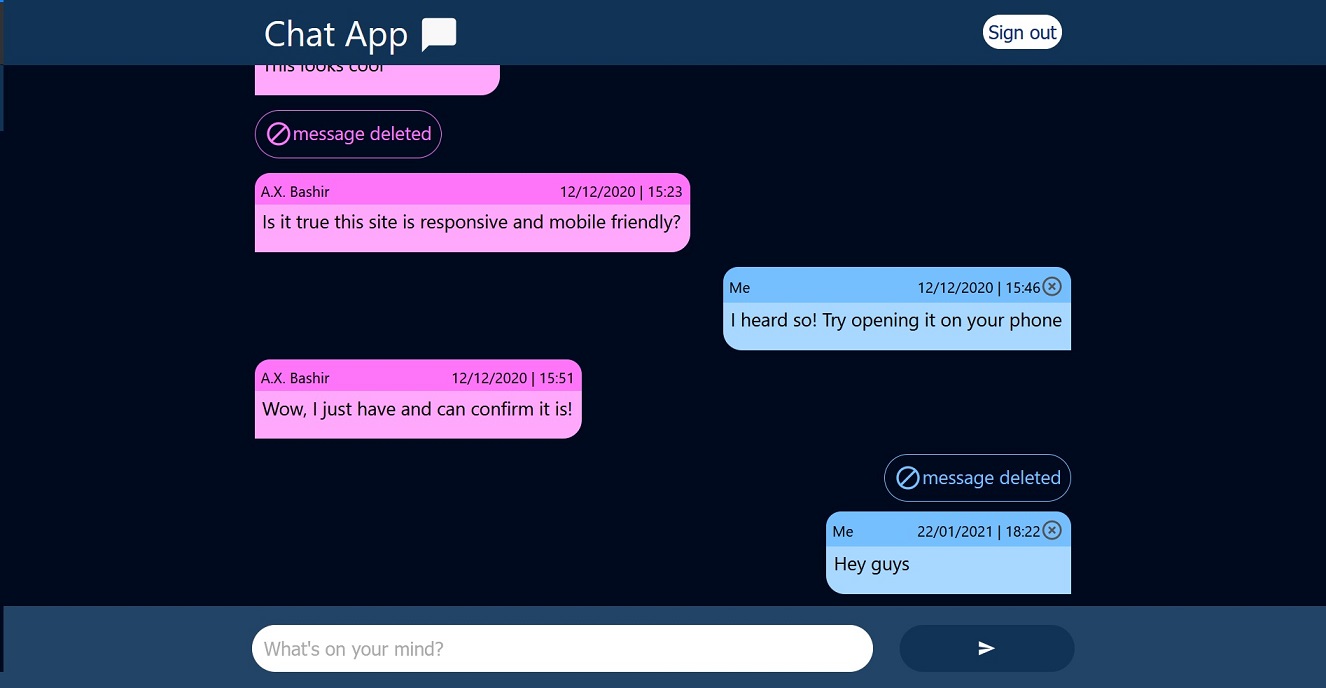 Chat App
Sign out
This looks cool
message deleted
A.X. Bashir 12/12/2020 | 15:23
Is it true this site is responsive and mobile friendly?
Me 12/12/2020 | 15:46
I heard so! Try opening it on your phone
A.X. Bashir 12/12/2020 | 15:51
Wow, I just have and can confirm it is!
message deleted
Me 22/01/2021 | 18:22
Hey guys
What's on your mind?